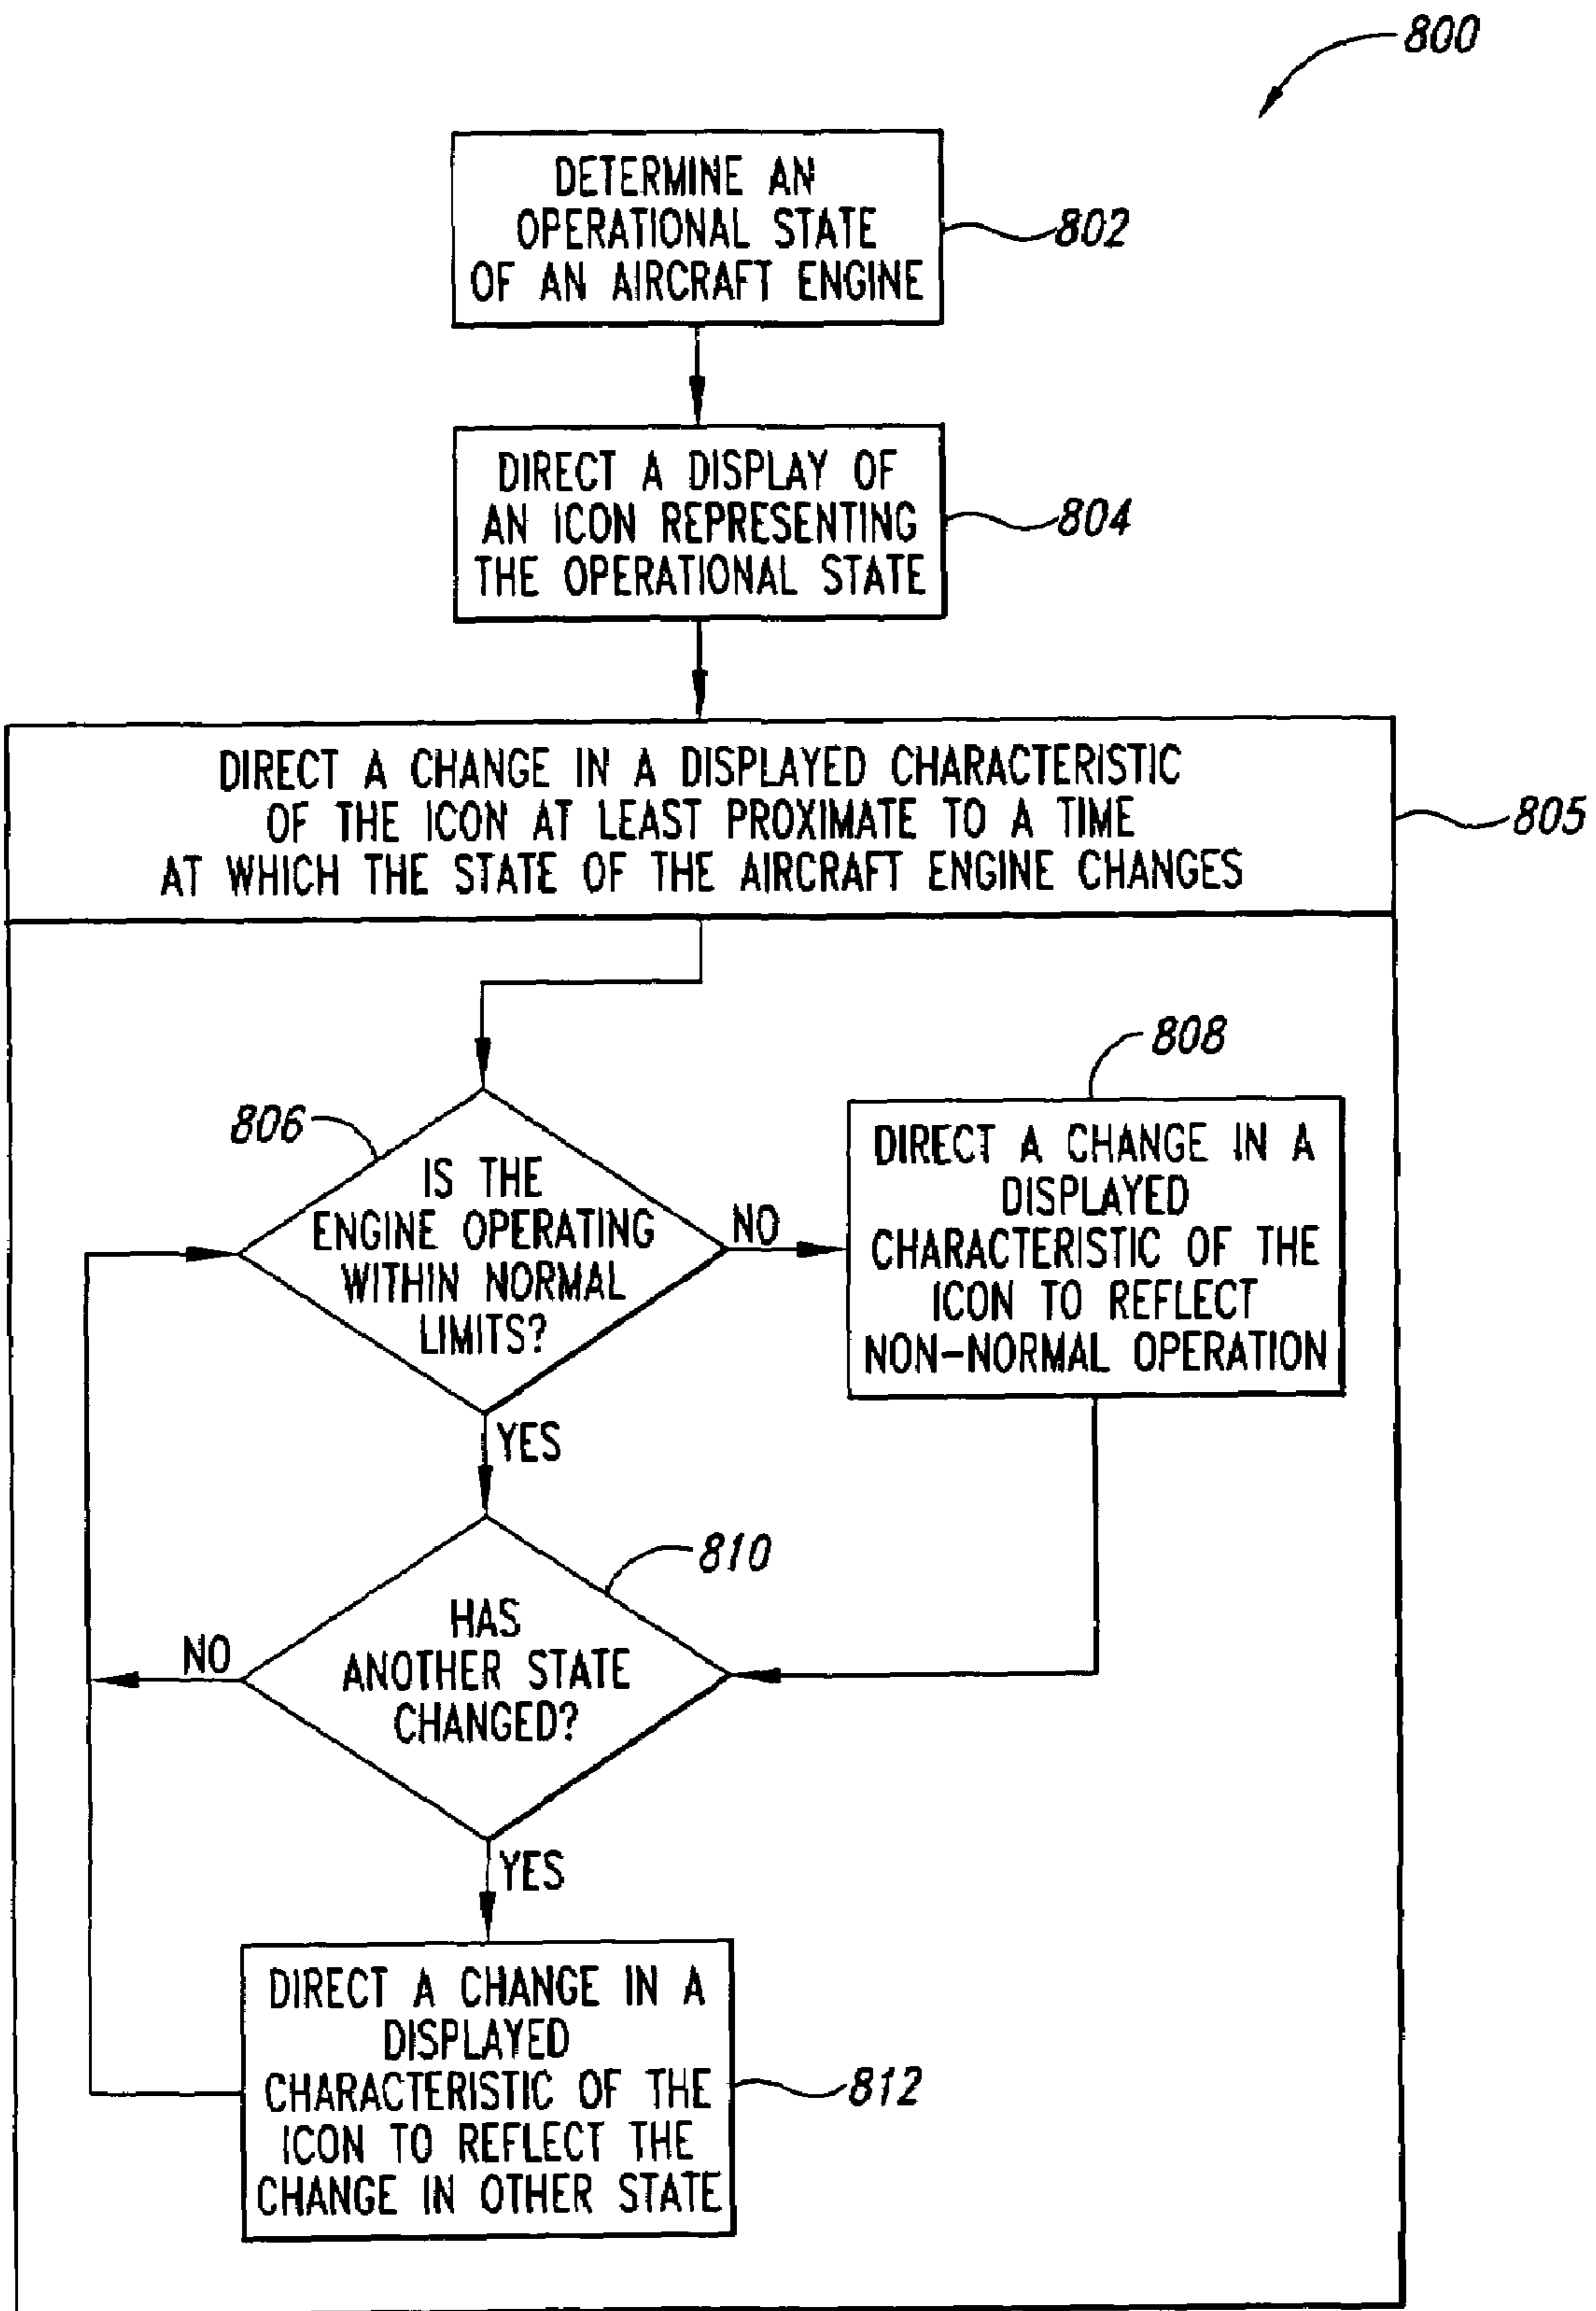 800
DETERMINE AN
OPERATIONAL STATE
OF AN AIRCRAFT ENGINE
802
DIRECT A DISPLAY OF
AN ICON REPRESENTING
THE OPERATIONAL STATE
804
DIRECT A CHANGE IN A DISPLAYED CHARACTERISTIC
OF THE ICON AT LEAST PROXIMATE TO A TIME
AT WHICH THE STATE OF THE AIRCRAFT ENGINE CHANGES
805
806
IS THE
ENGINE OPERATING
WITHIN NORMAL
LIMITS?
NO
808
DIRECT A CHANGE IN A
DISPLAYED
CHARACTERISTIC OF THE
ICON TO REFLECT
NON-NORMAL OPERATION
YES
810
HAS
ANOTHER STATE
CHANGED?
NO
YES
DIRECT A CHANGE IN A
DISPLAYED
CHARACTERISTIC OF THE
ICON TO REFLECT THE
CHANGE IN OTHER STATE
812